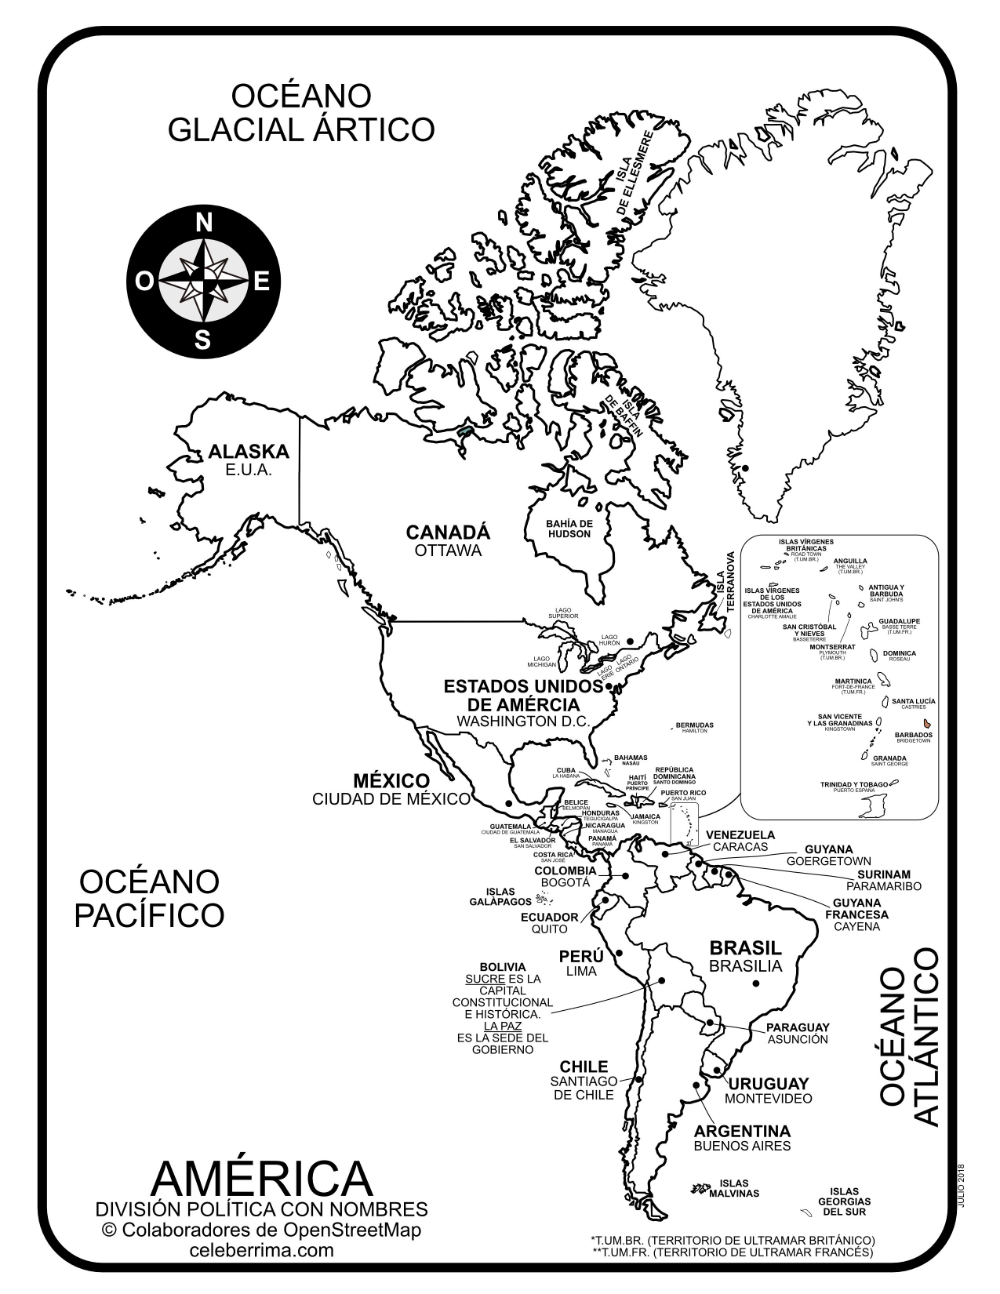 OCÉANO
GLACIAL ÁRTICO
N
O
E
S
ISLA
DE ELLESMERE
ISLA
DE BAFFIN
ALASKA
E.U.A.
CANADÁ
OTTAWA
BAHÍA DE
HUDSON
ISLA
TERRANOVA
LAGO
SUPERIOR
LAGO
HURÓN
LAGO
MICHIGAN
LAGO
ERIE
LAGO
ONTARIO
ESTADOS UNIDOS
DE AMÉRCIA
WASHINGTON D.C.
BERMUDAS
HAMILTON
MÉXICO
CIUDAD DE MÉXICO
BAHAMAS
NASAU
CUBA
LA HABANA
HAITÍ
PUERTO
PRÍNCIPE
REPÚBLICA
DOMINICANA
SANTO DOMINGO
PUERTO RICO
SAN JUAN
JAMAICA
KINGSTON
BELICE
BELMOPÁN
HONDURAS
TEGUCIGALPA
GUATEMALA
CIUDAD DE GUATEMALA
NICARAGUA
MANAGUA
EL SALVADOR
SAN SALVADOR
PANAMÁ
PANAMÁ
COSTA RICA
SAN JOSÉ
ISLAS VÍRGENES
BRITÁNICAS
ROAD TOWN
(T.UM.BR.)
ANGUILLA
THE VALLEY
(T.UM.BR.)
ISLAS VÍRGENES
DE LOS
ESTADOS UNIDOS
DE AMÉRICA
CHARLOTTE AMALIE
ANTIGUA Y
BARBUDA
SAINT JOHN'S
SAN CRISTÓBAL
Y NIEVES
BASSETERRE
GUADALUPE
BASSE TERRE
(T.UM.FR.)
MONTSERRAT
PLYMOUTH
(T.UM.BR.)
DOMINICA
ROSEAU
MARTINICA
FORT-DE-FRANCE
(T.UM.FR.)
SANTA LUCÍA
CASTRIES
SAN VICENTE
Y LAS GRANADINAS
KINGSTOWN
BARBADOS
BRIDGETOWN
GRANADA
SAINT GEORGE
TRINIDAD Y TOBAGO
PUERTO ESPAÑA
VENEZUELA
CARACAS
GUYANA
GOERGETOWN
SURINAM
PARAMARIBO
GUYANA
FRANCESA
CAYENA
COLOMBIA
BOGOTÁ
ISLAS
GALÁPAGOS
ECUADOR
QUITO
OCÉANO
PACÍFICO
PERÚ
LIMA
BRASIL
BRASILIA
BOLIVIA
SUCRE ES LA
CAPITAL
CONSTITUCIONAL
E HISTÓRICA.
LA PAZ
ES LA SEDE DEL
GOBIERNO
OCÉANO
ATLÁNTICO
PARAGUAY
ASUNCIÓN
CHILE
SANTIAGO
DE CHILE
URUGUAY
MONTEVIDEO
ARGENTINA
BUENOS AIRES
ISLAS
MALVINAS
ISLAS
GEORGIAS
DEL SUR
AMÉRICA
DIVISIÓN POLÍTICA CON NOMBRES
© Colaboradores de OpenStreetMap
celeberrima.com
*T.UM.BR. (TERRITORIO DE ULTRAMAR BRITÁNICO)
**T.UM.FR. (TERRITORIO DE ULTRAMAR FRANCÉS)
JULIO 2018